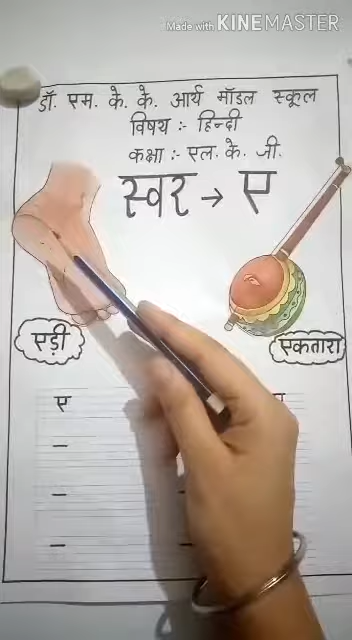 Made with KINEMASTER
डॉ. एम. के. के. आर्य मॉडल स्कूल
विषय :- हिन्दी
कक्षा :- एल. के. जी.
स्वर → ए
एड़ी
एकतारा
ए